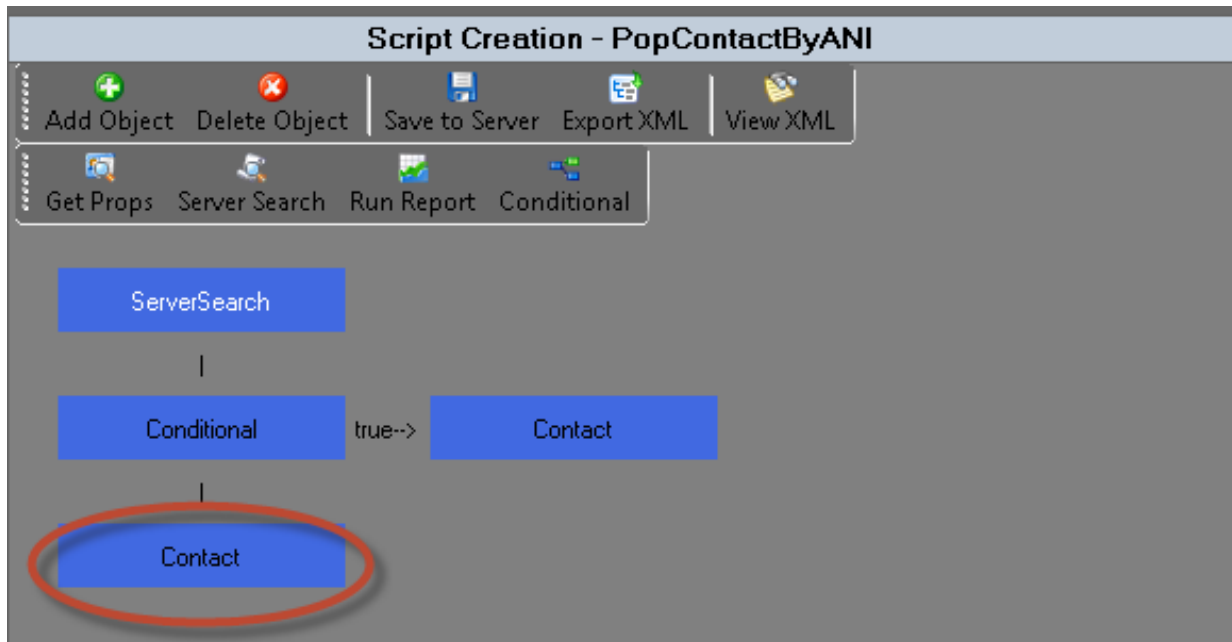 Script Creation - PopContactByANI
Add Object Delete Object Save to Server Export XML View XML
Get Props Server Search Run Report Conditional
ServerSearch
Conditional true--> Contact
Contact